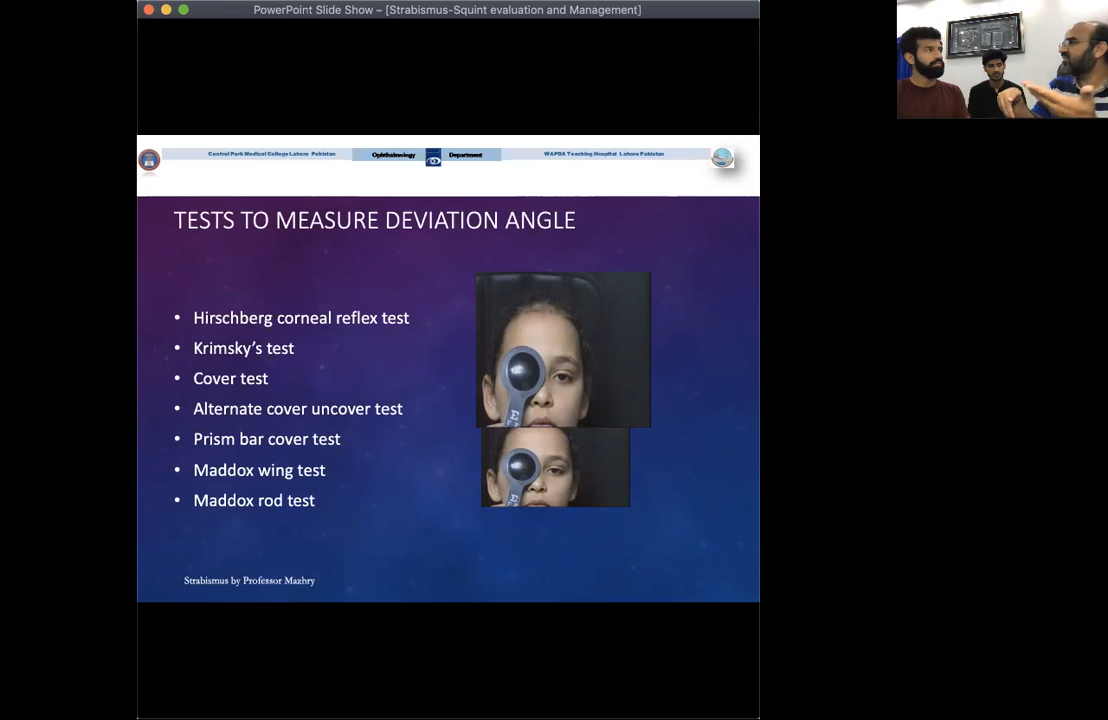 PowerPoint Slide Show – [Strabismus-Squint evaluation and Management]
Central Park Medical College Lahore Pakistan
Ophthalmology Department
WAPDA Teaching Hospital Lahore Pakistan
TESTS TO MEASURE DEVIATION ANGLE
• Hirschberg corneal reflex test
• Krimsky's test
• Cover test
• Alternate cover uncover test
• Prism bar cover test
• Maddox wing test
• Maddox rod test
Strabismus by Professor Mazhry